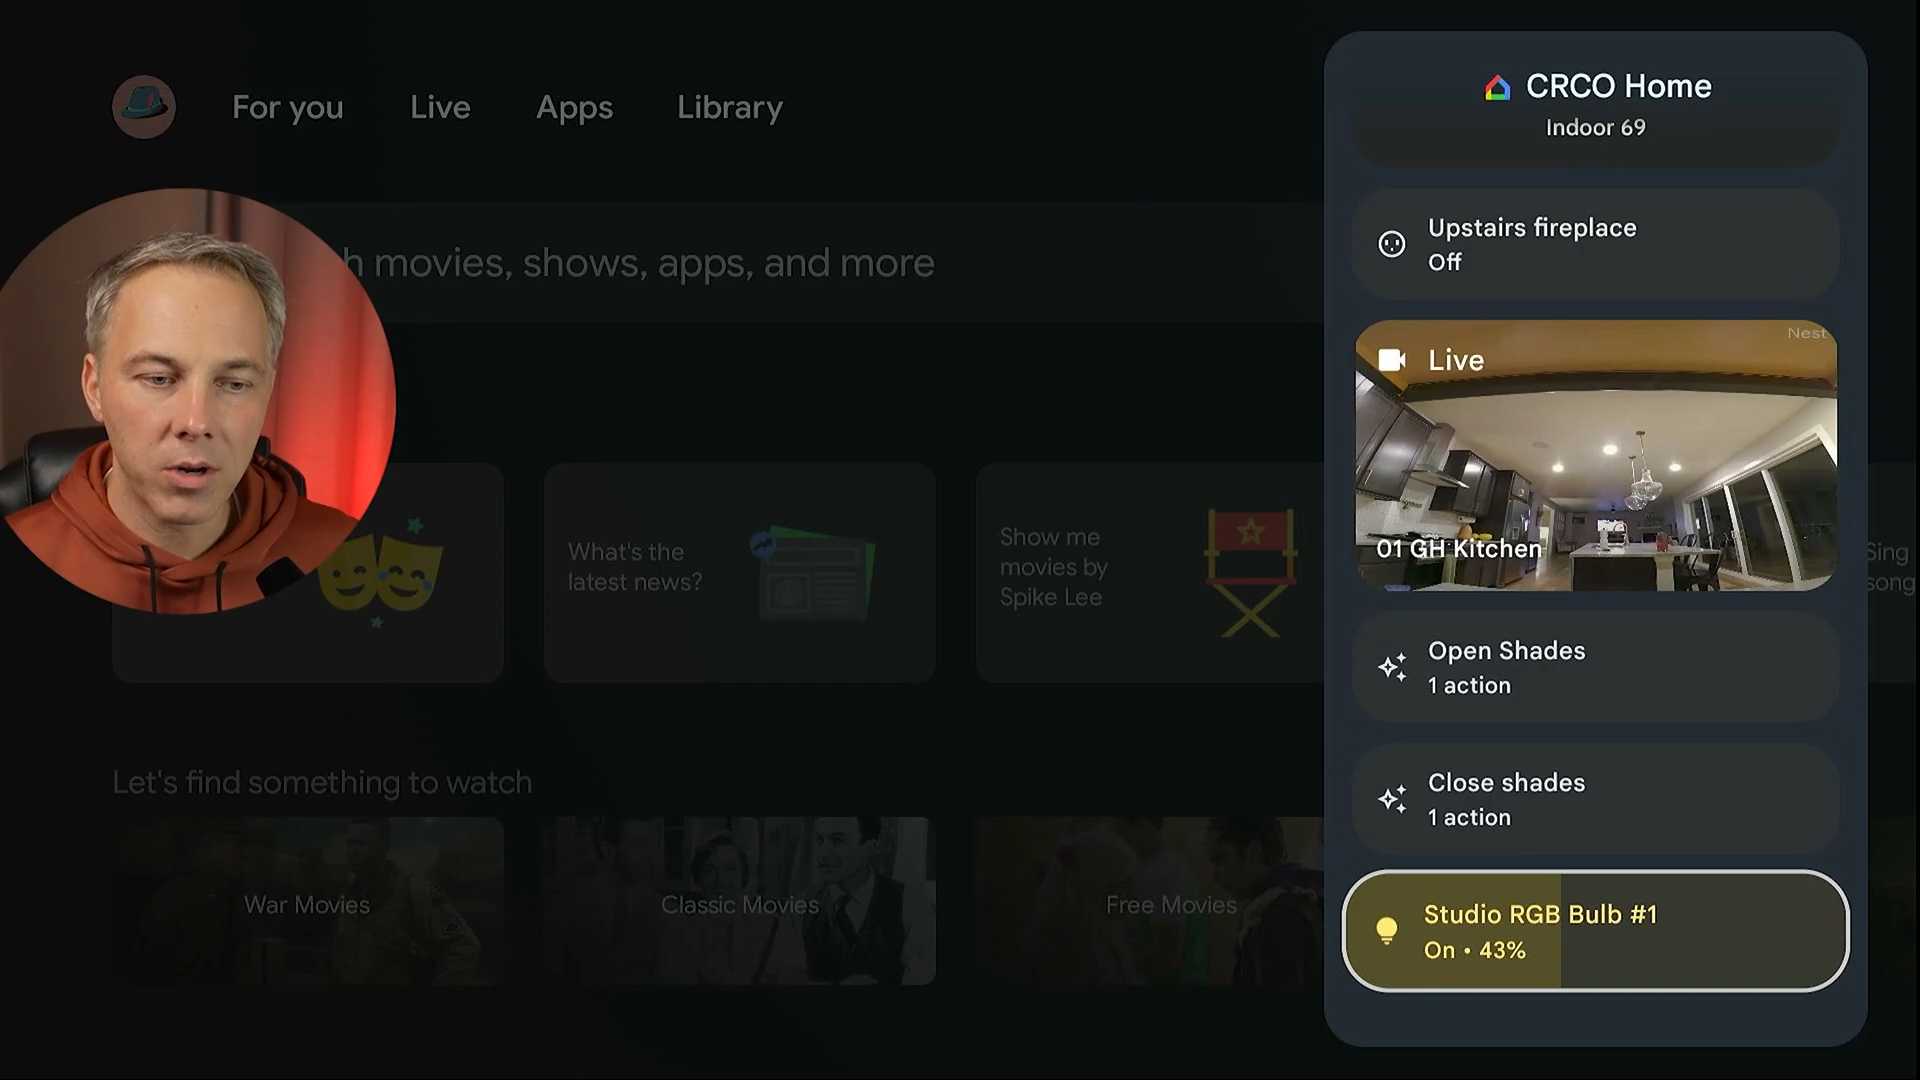 For you
Live
Apps
Library
h movies, shows, apps, and more
What's the
latest news?
Show me
movies by
Spike Lee
Sing
song
Let's find something to watch
War Movies
Classic Movies
Free Movies
CRCO Home
Indoor 69
Upstairs fireplace
Off
Nest
Live
01 GH Kitchen
Open Shades
1 action
Close shades
1 action
Studio RGB Bulb #1
On • 43%